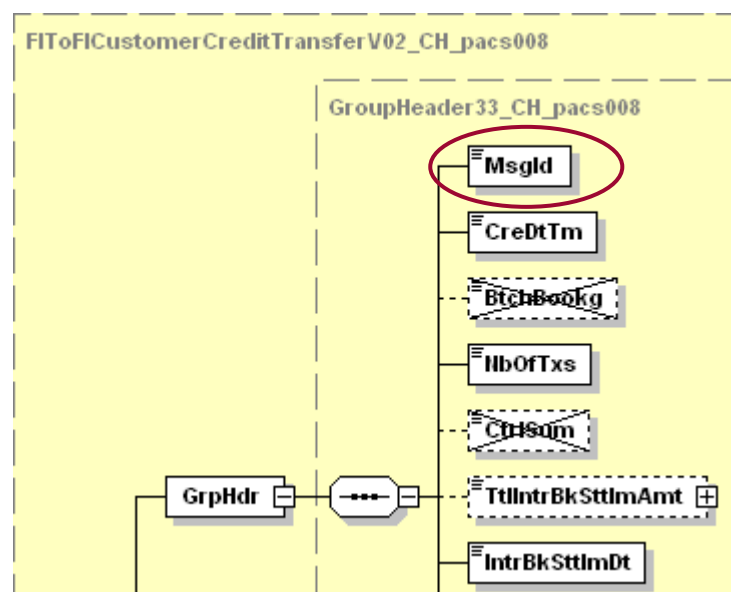 FIToFICustomerCreditTransferV02_CH_pacs008
GroupHeader33_CH_pacs008
MsgId
CreDtTm
BtchBookg
NbOfTxs
CtrlSum
GrpHdr
TtlIntrBkSttlmAmt
IntrBkSttlmDt